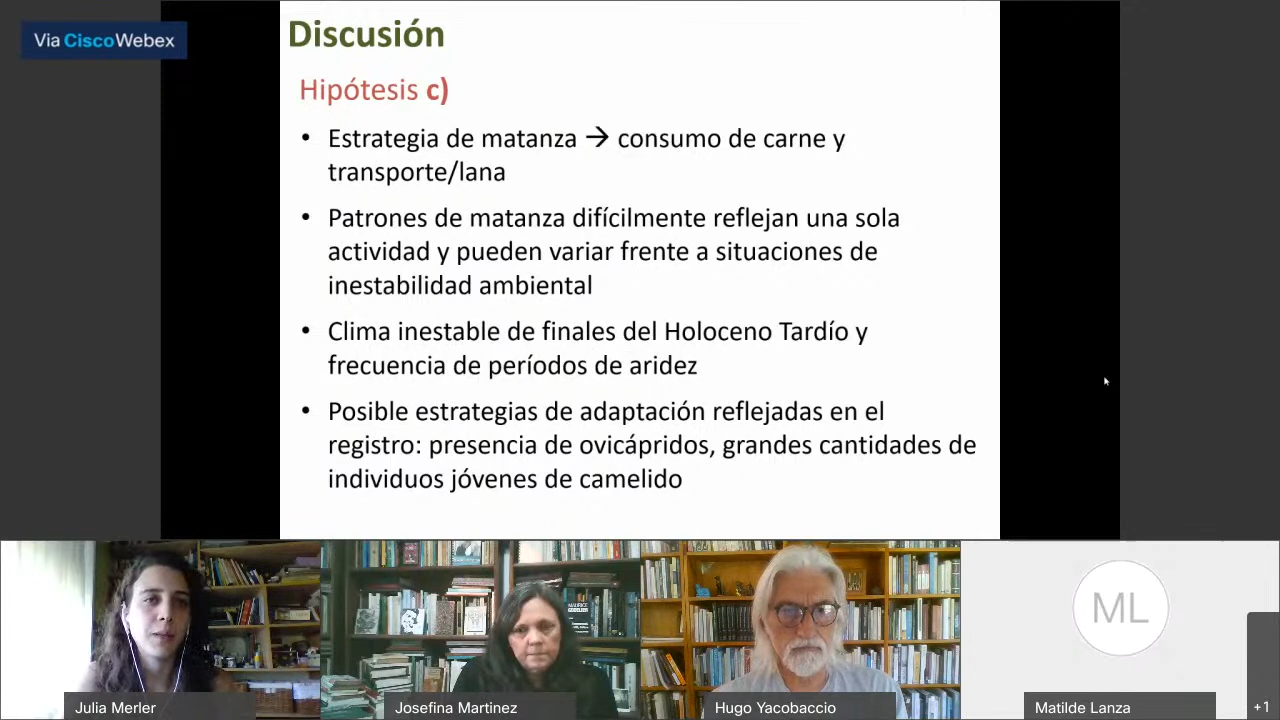 Via CiscoWebex
Discusión
Hipótesis c)
• Estrategia de matanza → consumo de carne y
transporte/lana
• Patrones de matanza difícilmente reflejan una sola
actividad y pueden variar frente a situaciones de
inestabilidad ambiental
• Clima inestable de finales del Holoceno Tardío y
frecuencia de períodos de aridez
• Posible estrategias de adaptación reflejadas en el
registro: presencia de ovicápridos, grandes cantidades de
individuos jóvenes de camelido
ML
Julia Merler
Josefina Martinez
Hugo Yacobaccio
Matilde Lanza
+1